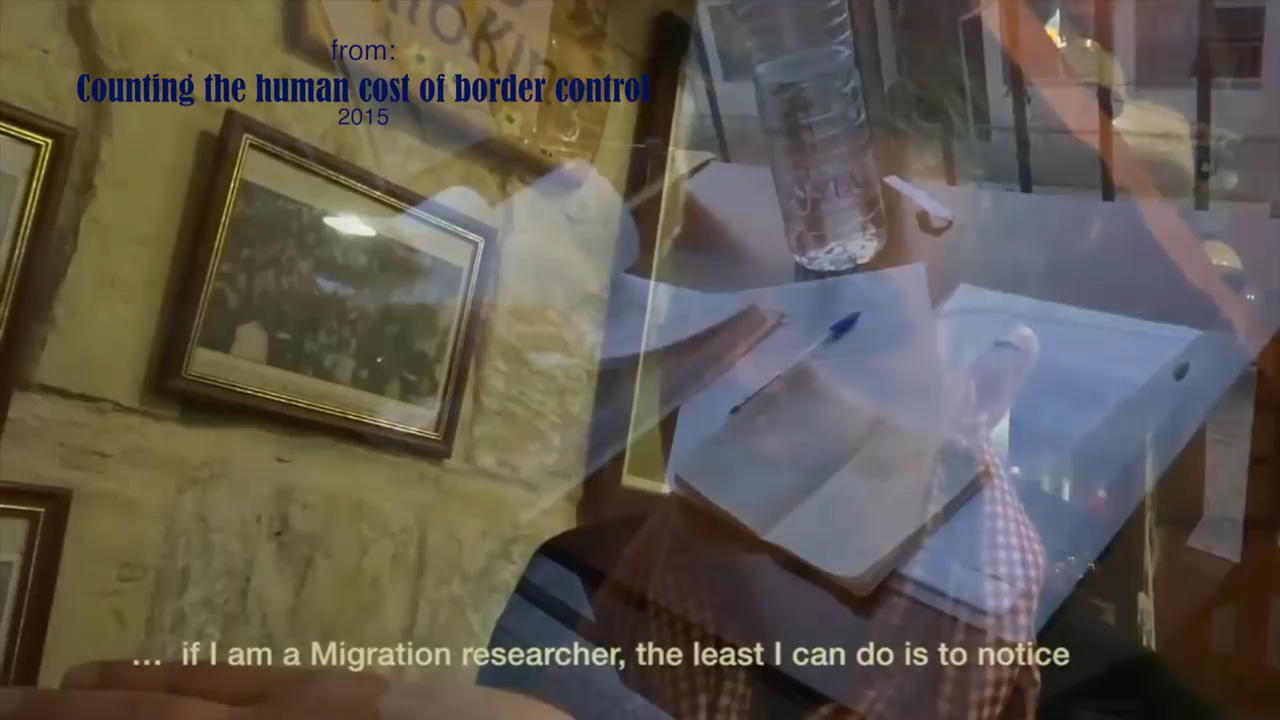 from:
Counting the human cost of border control
2015
... if I am a Migration researcher, the least I can do is to notice